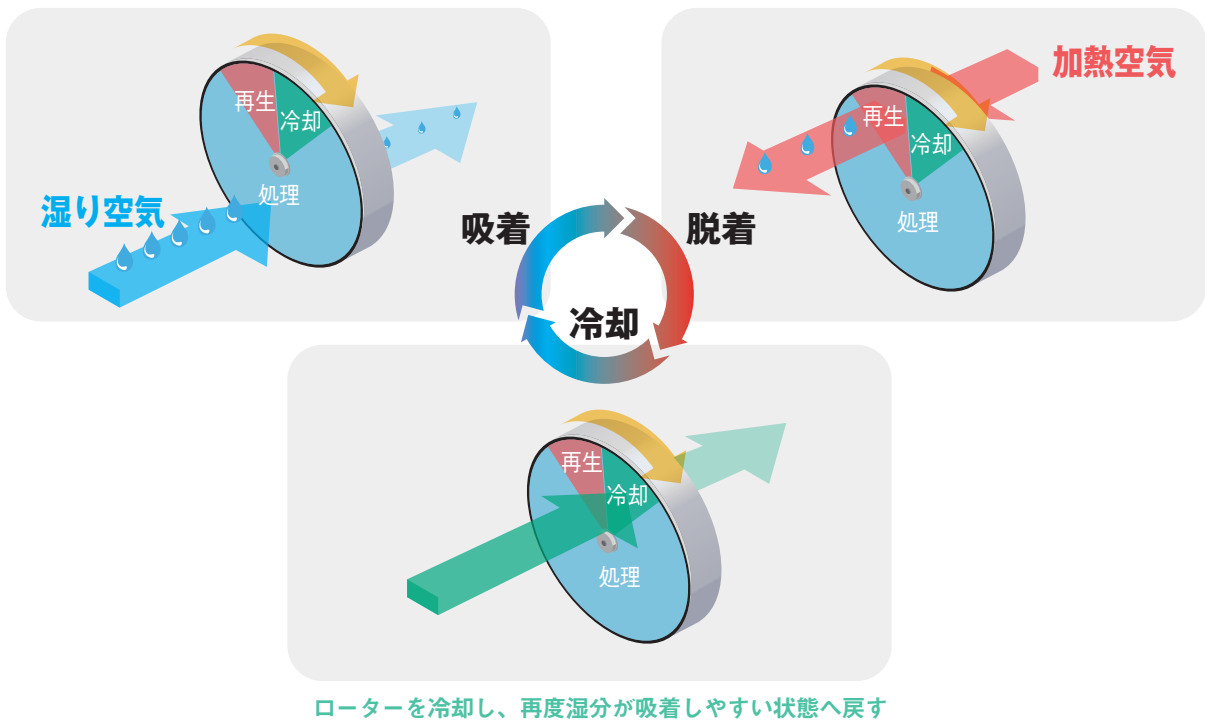 再生
冷却
処理
湿り空気
加熱空気
再生
冷却
処理
吸着
脱着
冷却
再生
冷却
処理
ローターを冷却し、再度湿分が吸着しやすい状態へ戻す